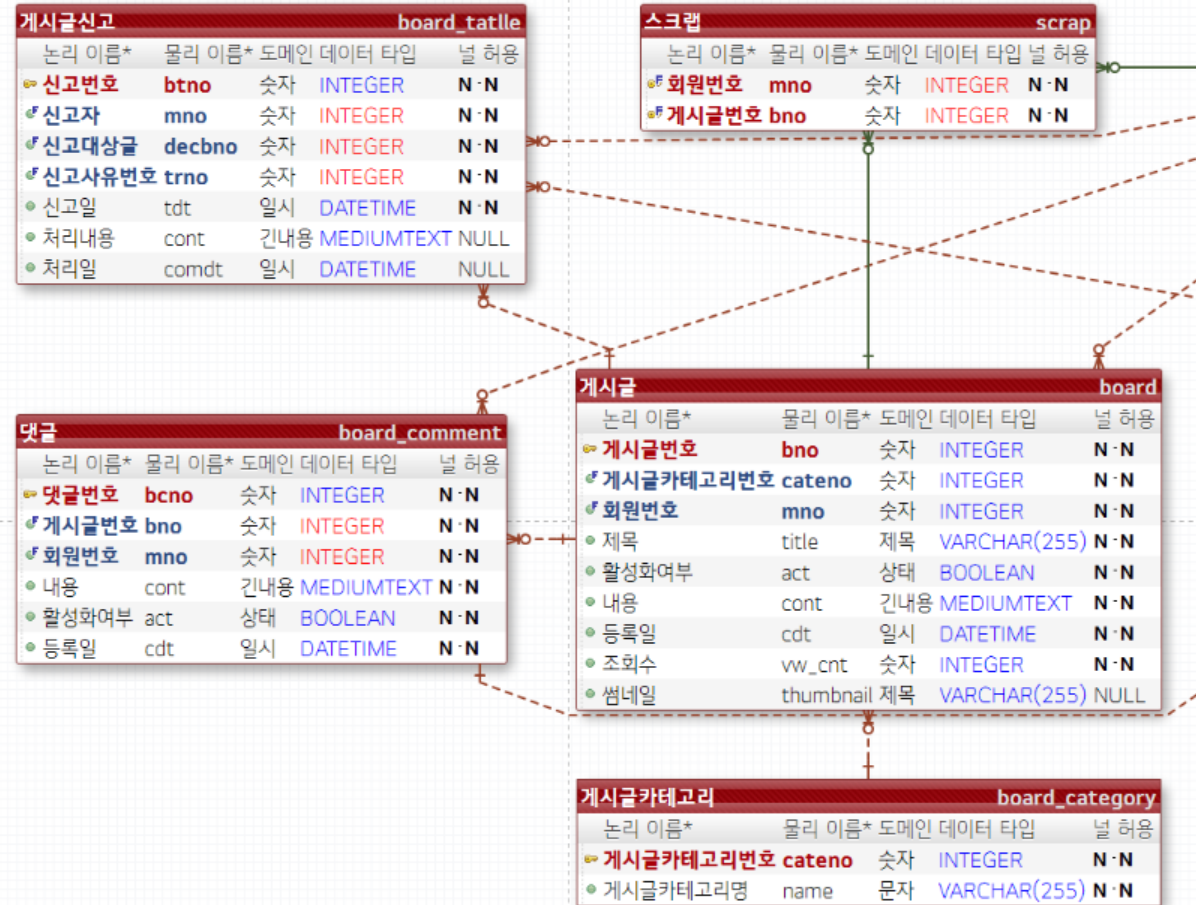 게시글신고 board_tatlle
논리 이름* 물리 이름* 도메인 데이터 타입 널 허용
신고번호 btno 숫자 INTEGER N·N
신고자 mno 숫자 INTEGER N·N
신고대상글 decbno 숫자 INTEGER N·N
신고사유번호 trno 숫자 INTEGER N·N
신고일 tdt 일시 DATETIME N·N
처리내용 cont 긴내용 MEDIUMTEXT NULL
처리일 comdt 일시 DATETIME NULL
스크랩 scrap
논리 이름* 물리 이름* 도메인 데이터 타입 널 허용
회원번호 mno 숫자 INTEGER N·N
게시글번호 bno 숫자 INTEGER N·N
댓글 board_comment
논리 이름* 물리 이름* 도메인 데이터 타입 널 허용
댓글번호 bcno 숫자 INTEGER N·N
게시글번호 bno 숫자 INTEGER N·N
회원번호 mno 숫자 INTEGER N·N
내용 cont 긴내용 MEDIUMTEXT N·N
활성화여부 act 상태 BOOLEAN N·N
등록일 cdt 일시 DATETIME N·N
게시글 board
논리 이름* 물리 이름* 도메인 데이터 타입 널 허용
게시글번호 bno 숫자 INTEGER N·N
게시글카테고리번호 cateno 숫자 INTEGER N·N
회원번호 mno 숫자 INTEGER N·N
제목 title 제목 VARCHAR(255) N·N
활성화여부 act 상태 BOOLEAN N·N
내용 cont 긴내용 MEDIUMTEXT N·N
등록일 cdt 일시 DATETIME N·N
조회수 vw_cnt 숫자 INTEGER N·N
썸네일 thumbnail 제목 VARCHAR(255) NULL
게시글카테고리 board_category
논리 이름* 물리 이름* 도메인 데이터 타입 널 허용
게시글카테고리번호 cateno 숫자 INTEGER N·N
게시글카테고리명 name 문자 VARCHAR(255) N·N